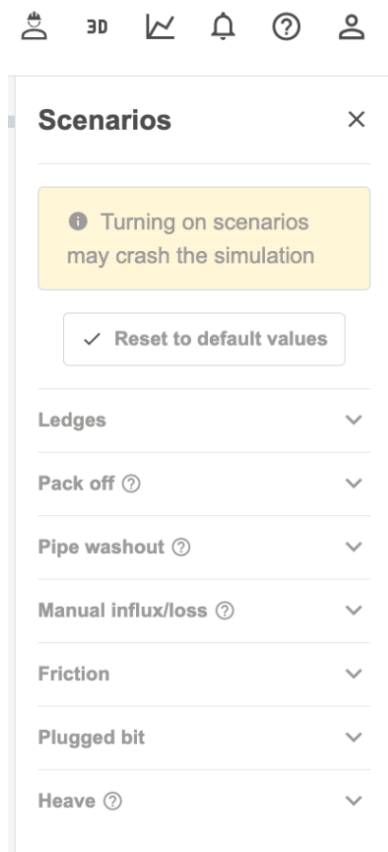 3D
Scenarios
Turning on scenarios
may crash the simulation
Reset to default values
Ledges
Pack off
Pipe washout
Manual influx/loss
Friction
Plugged bit
Heave